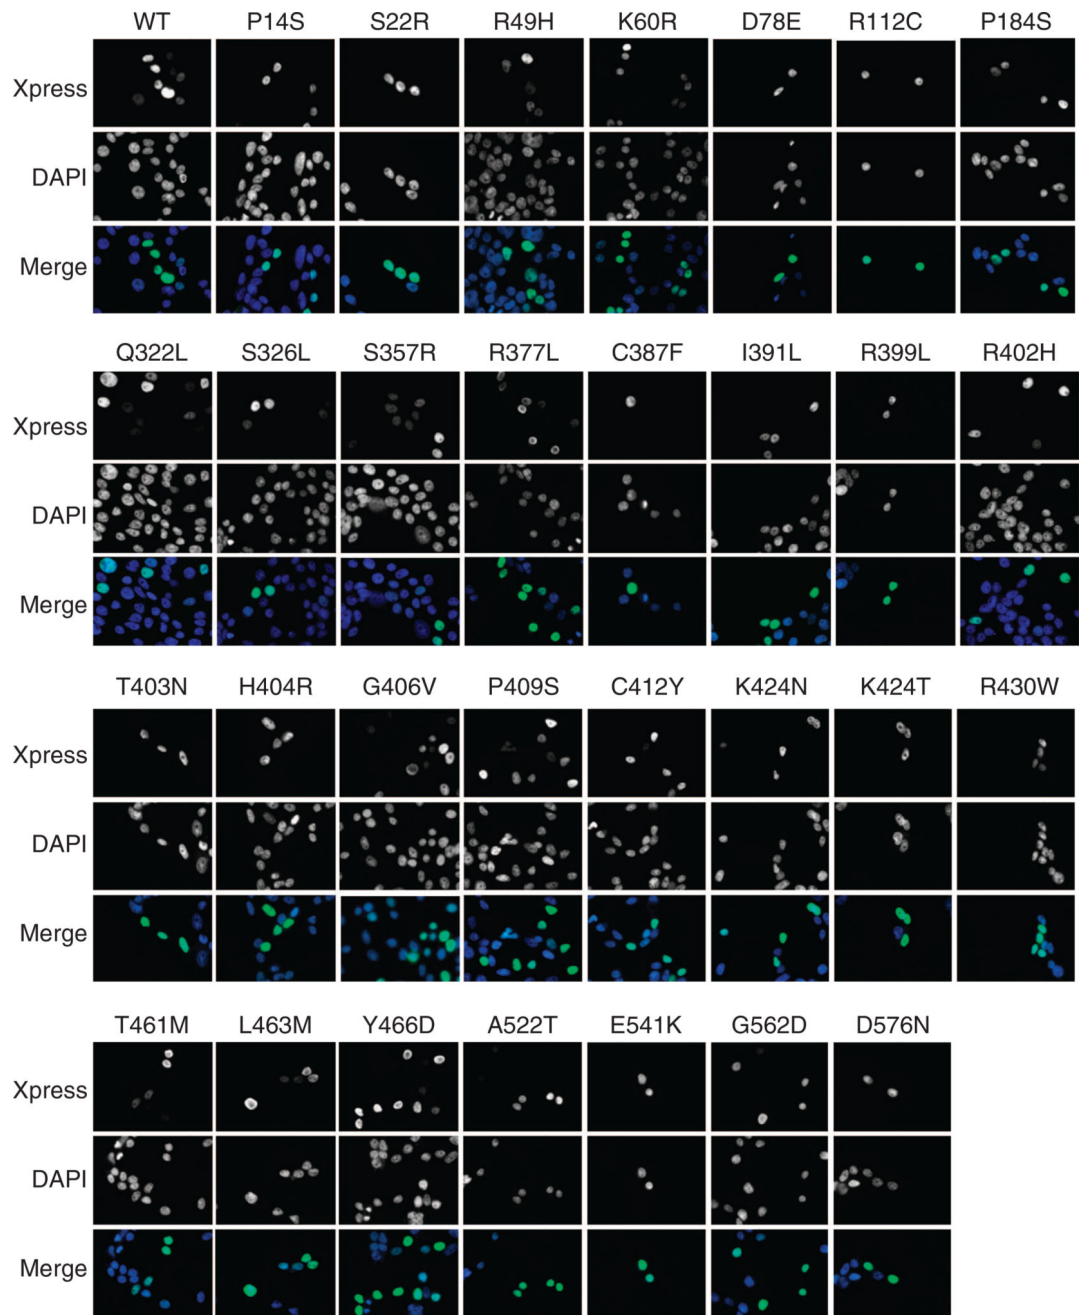 WT P14S S22R R49H K60R D78E R112C P184S
Xpress
DAPI
Merge
Q322L S326L S357R R377L C387F I391L R399L R402H
Xpress
DAPI
Merge
T403N H404R G406V P409S C412Y K424N K424T R430W
Xpress
DAPI
Merge
T461M L463M Y466D A522T E541K G562D D576N
Xpress
DAPI
Merge